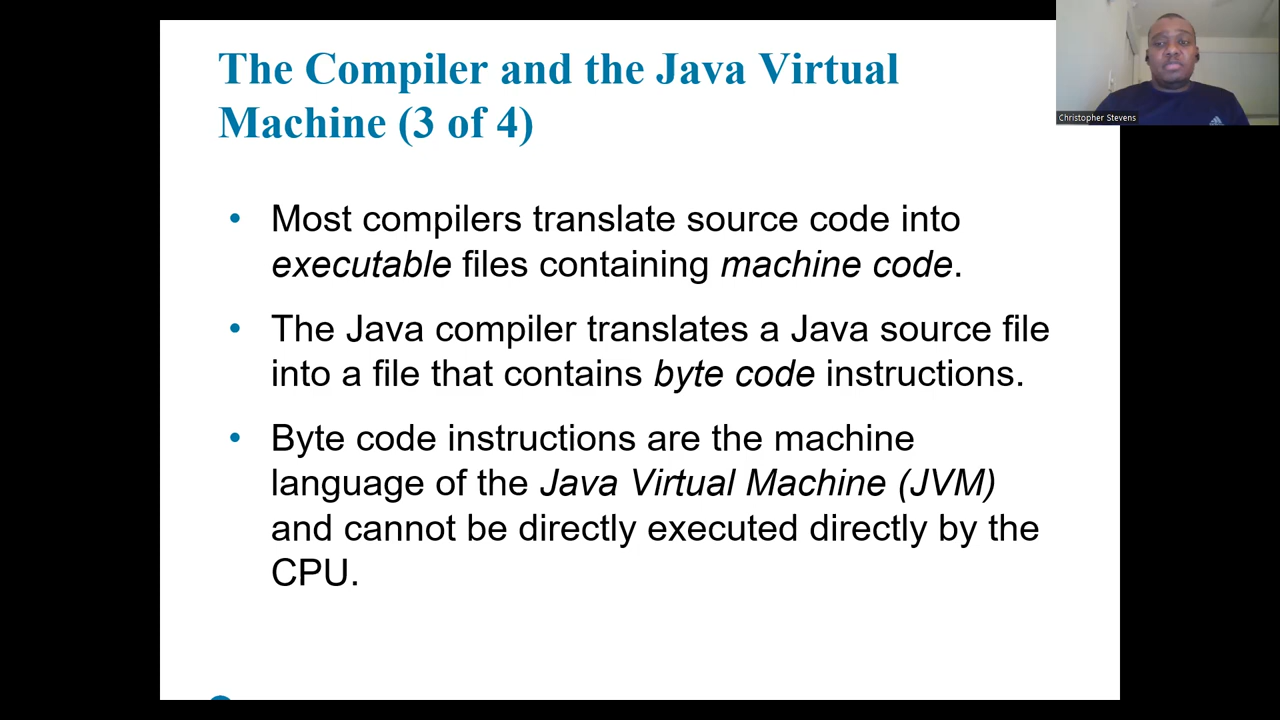 The Compiler and the Java Virtual
Machine (3 of 4)
Christopher Stevens
• Most compilers translate source code into
executable files containing machine code.
• The Java compiler translates a Java source file
into a file that contains byte code instructions.
• Byte code instructions are the machine
language of the Java Virtual Machine (JVM)
and cannot be directly executed directly by the
CPU.